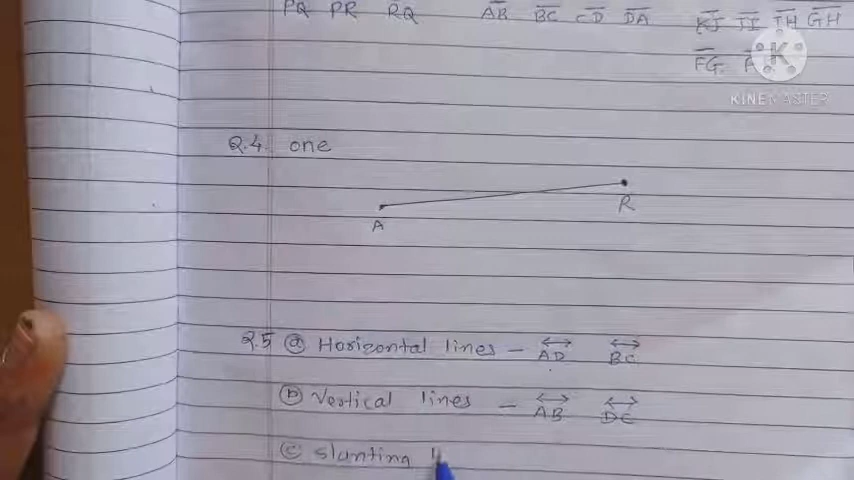 PQ PR RQ AB BC CD DA KJ JI IH GH
FG
K
KINEMASTER
Q.4. one
A R
Q.5 (a) Horizontal lines - AD BC
(b) Vertical lines - AB DC
(c) Slanting